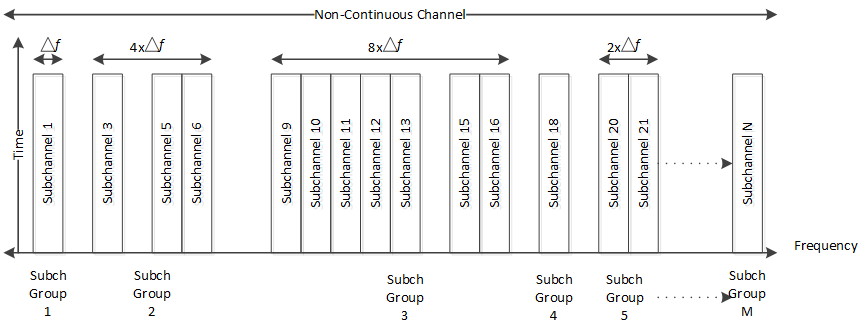 Non-Continuous Channel
△f
4x△f
8x△f
2x△f
Time
Subchannel 1
Subchannel 3
Subchannel 5
Subchannel 6
Subchannel 9
Subchannel 10
Subchannel 11
Subchannel 12
Subchannel 13
Subchannel 15
Subchannel 16
Subchannel 18
Subchannel 20
Subchannel 21
Subchannel N
Frequency
Subch
Group
1
Subch
Group
2
Subch
Group
3
Subch
Group
4
Subch
Group
5
Subch
Group
M